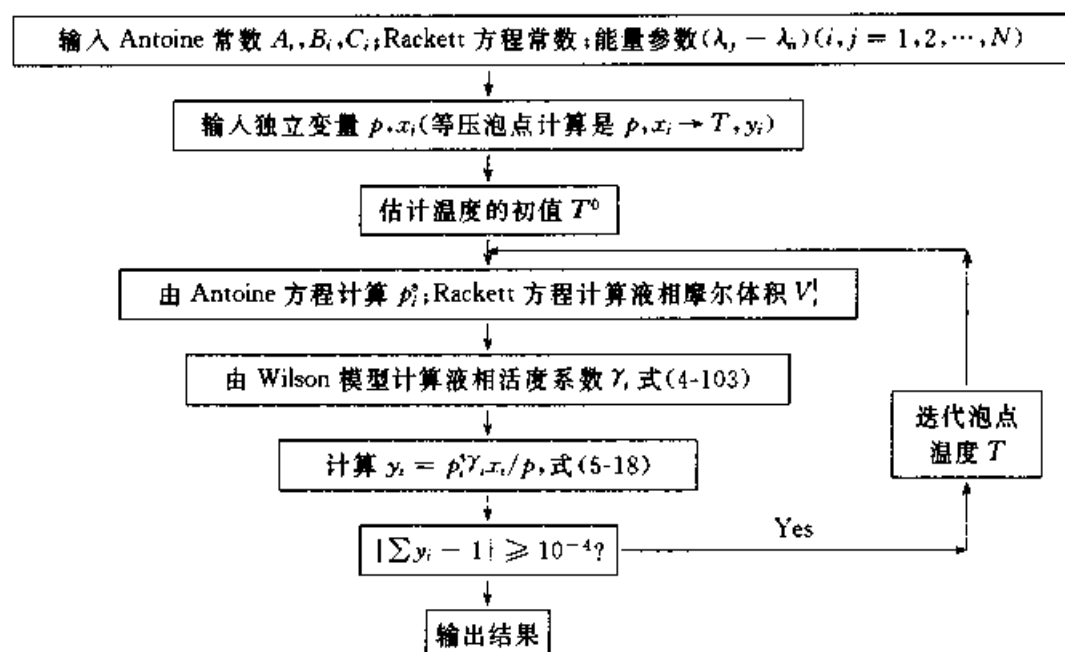 输入 Antoine 常数 Aᵢ,Bᵢ,Cᵢ;Rackett 方程常数;能量参数(λᵢⱼ − λᵢᵢ)(i,j = 1,2,⋯,N)
输入独立变量 p,xᵢ(等压泡点计算是 p,xᵢ → T,yᵢ)
估计温度的初值 T⁰
由 Antoine 方程计算 pᵢˢ;Rackett 方程计算液相摩尔体积 Vᵢˡ
由 Wilson 模型计算液相活度系数 γᵢ 式(4-103)
迭代泡点
温度 T
计算 yᵢ = pᵢˢγᵢxᵢ/p,式(5-18)
|∑yᵢ − 1| ⩾ 10⁻⁴?
Yes
输出结果